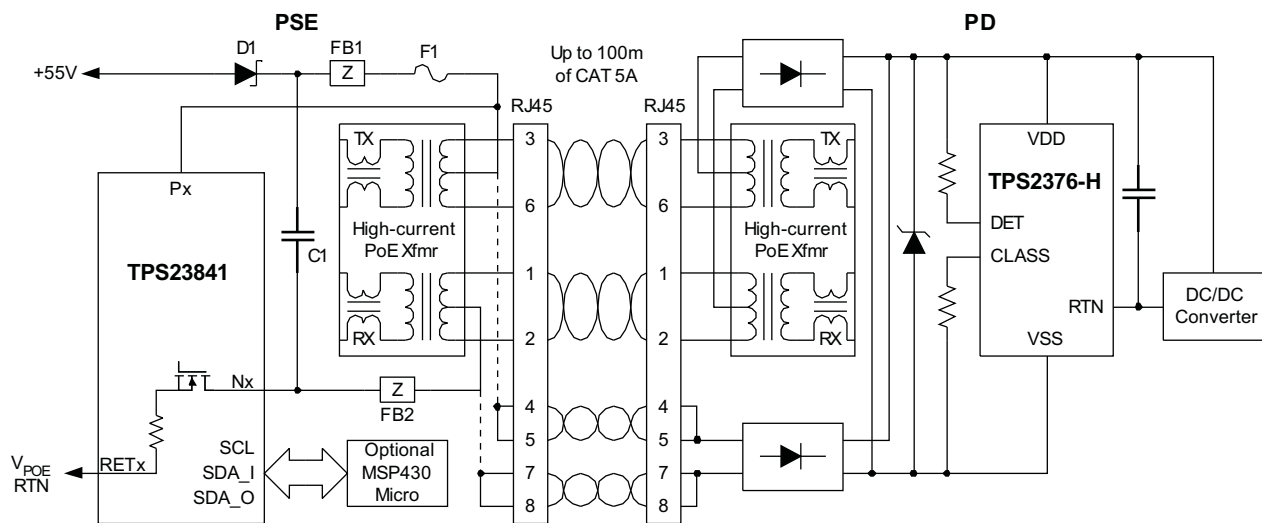 PSE
PD
D1
FB1
F1
Up to 100m
of CAT 5A
+55V
Z
RJ45
RJ45
Px
TPS23841
C1
TX
High-current
PoE Xfmr
RX
3
6
1
2
4
5
7
8
3
6
1
2
4
5
7
8
TX
High-current
PoE Xfmr
RX
VDD
TPS2376-H
DET
CLASS
RTN
VSS
DC/DC
Converter
Nx
Z
FB2
SCL
SDA_I
SDA_O
RETx
VPOE
RTN
Optional
MSP430
Micro